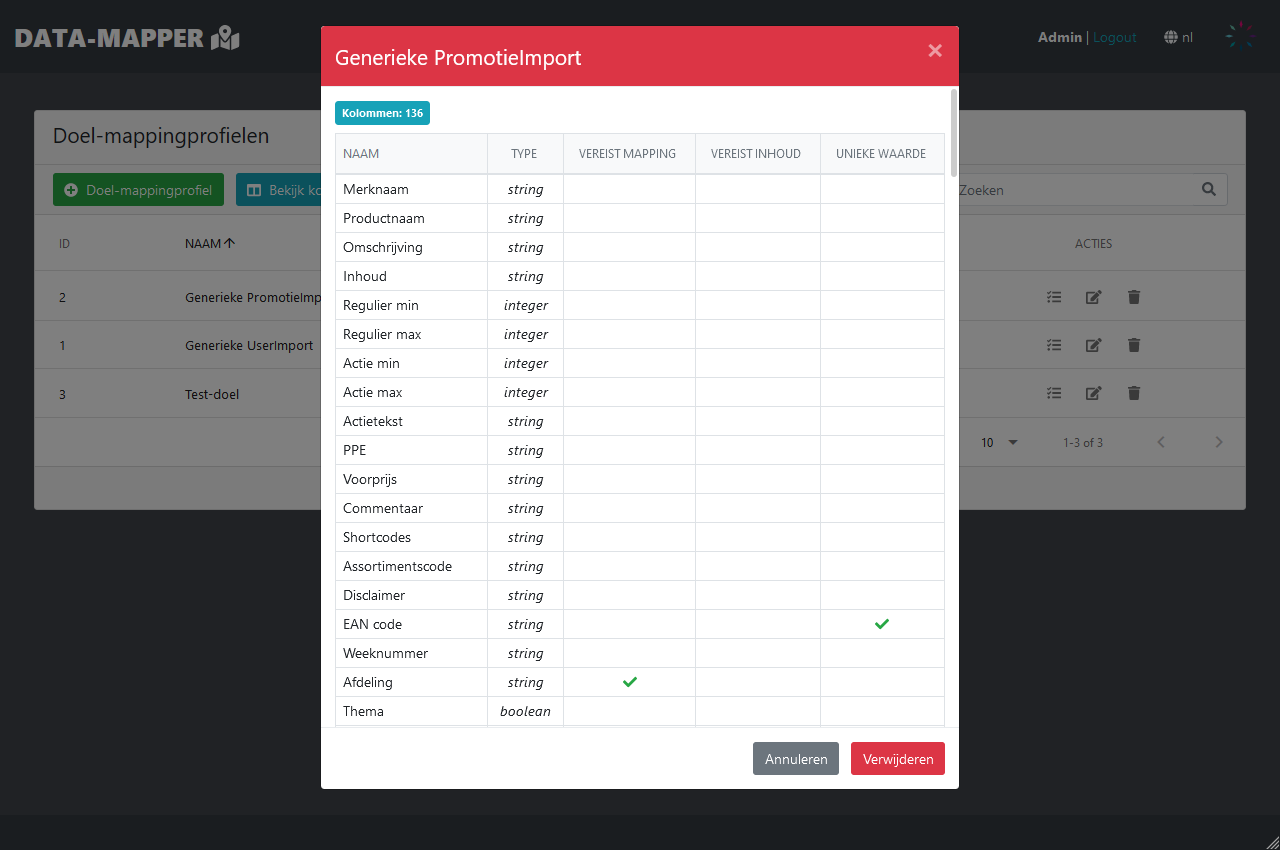 DATA-MAPPER
Admin | Logout
nl
Generieke PromotieImport
×
Kolommen: 136
NAAM TYPE VEREIST MAPPING VEREIST INHOUD UNIEKE WAARDE
Merknaam string
Productnaam string
Omschrijving string
Inhoud string
Regulier min integer
Regulier max integer
Actie min integer
Actie max integer
Actietekst string
PPE string
Voorprijs string
Commentaar string
Shortcodes string
Assortimentscode string
Disclaimer string
EAN code string
Weeknummer string
Afdeling string
Thema boolean
Annuleren Verwijderen
Doel-mappingprofielen
Doel-mappingprofiel Bekijk ko
Zoeken
ID NAAM ACTIES
2 Generieke PromotieImp
1 Generieke UserImport
3 Test-doel
10 1-3 of 3